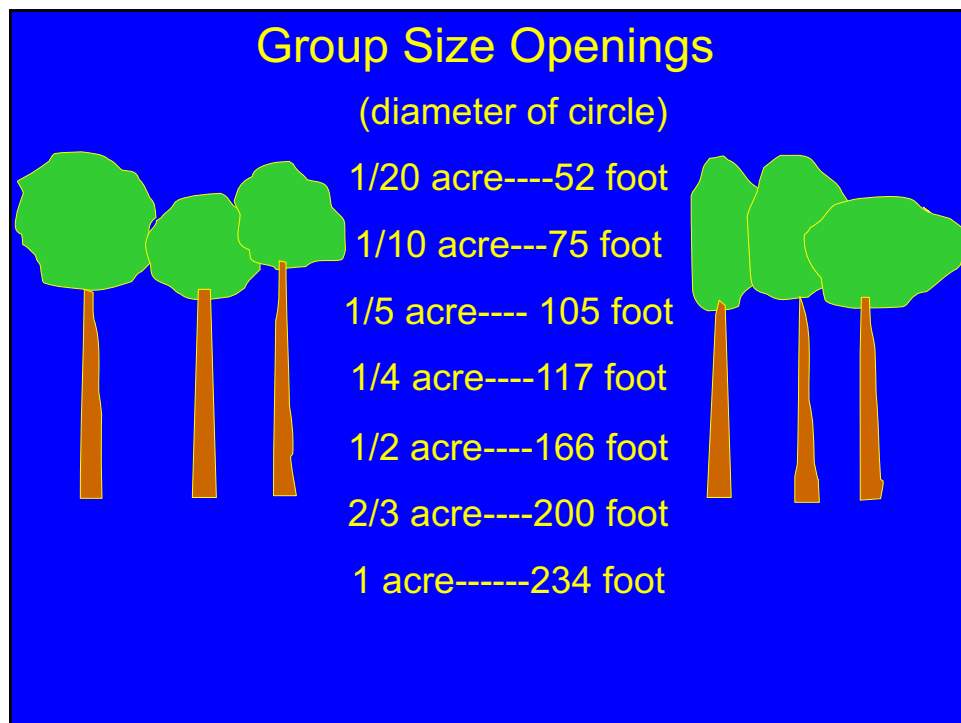 Group Size Openings
(diameter of circle)
1/20 acre----52 foot
1/10 acre---75 foot
1/5 acre---- 105 foot
1/4 acre----117 foot
1/2 acre----166 foot
2/3 acre----200 foot
1 acre------234 foot